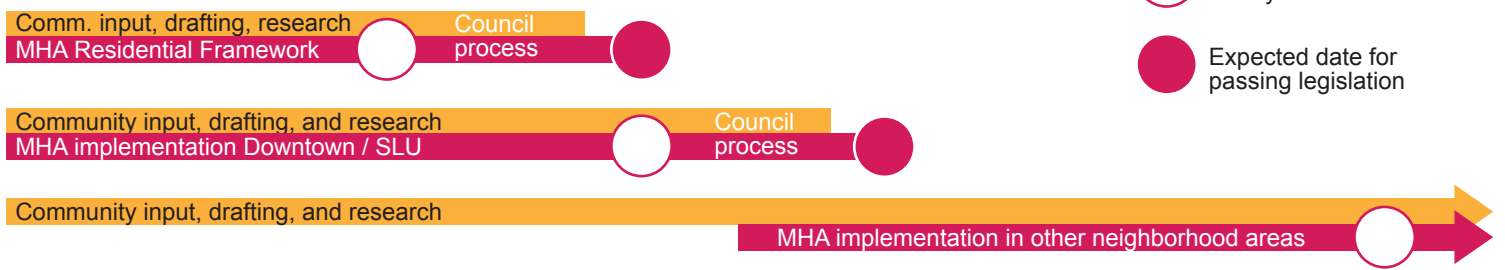 Comm. input, drafting, research
Council
MHA Residential Framework
process
Expected date for
passing legislation
Community input, drafting, and research
Council
MHA implementation Downtown / SLU
process
Community input, drafting, and research
MHA implementation in other neighborhood areas